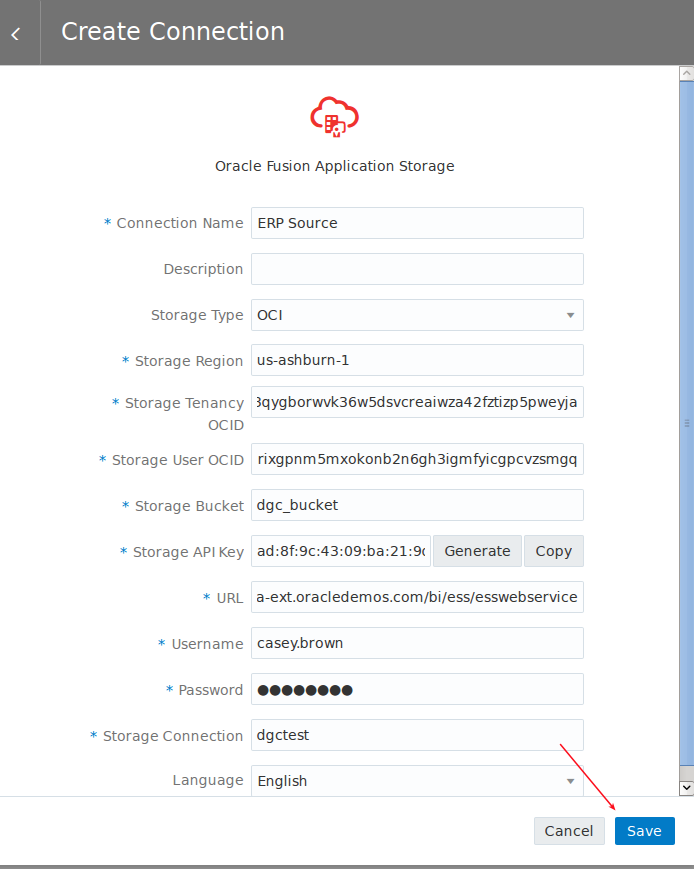 Create Connection
Oracle Fusion Application Storage
* Connection Name ERP Source
Description
Storage Type OCI
* Storage Region us-ashburn-1
* Storage Tenancy OCID 3qygborwvk36w5dsvcreaiwza42fztizp5pweyja
* Storage User OCID rixgpnm5mxokonb2n6gh3igmfyicgpcvzsmgq
* Storage Bucket dgc_bucket
* Storage API Key ad:8f:9c:43:09:ba:21:9c Generate Copy
* URL a-ext.oracledemos.com/bi/ess/esswebservice
* Username casey.brown
* Password ●●●●●●●●
* Storage Connection dgctest
Language English
Cancel Save